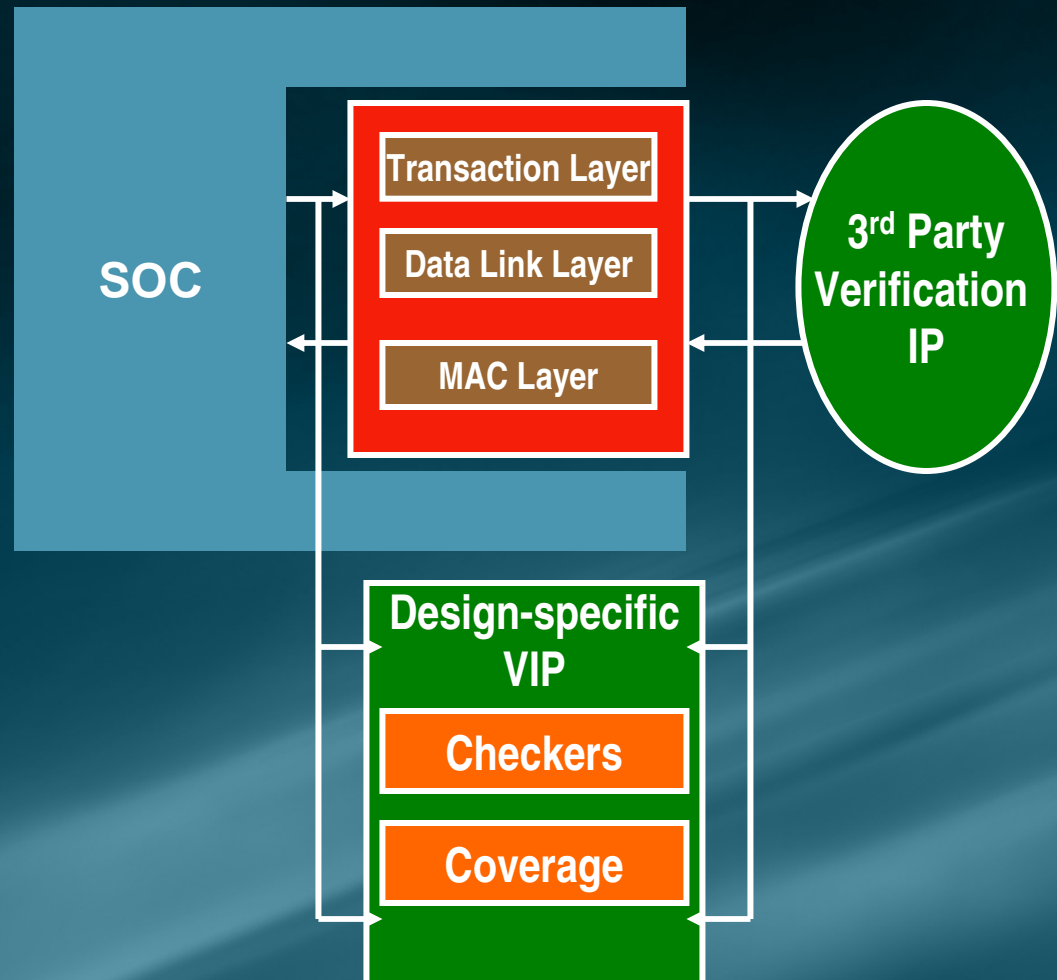 Transaction Layer
SOC
Data Link Layer
MAC Layer
3rd Party
Verification
IP
Design-specific
VIP
Checkers
Coverage